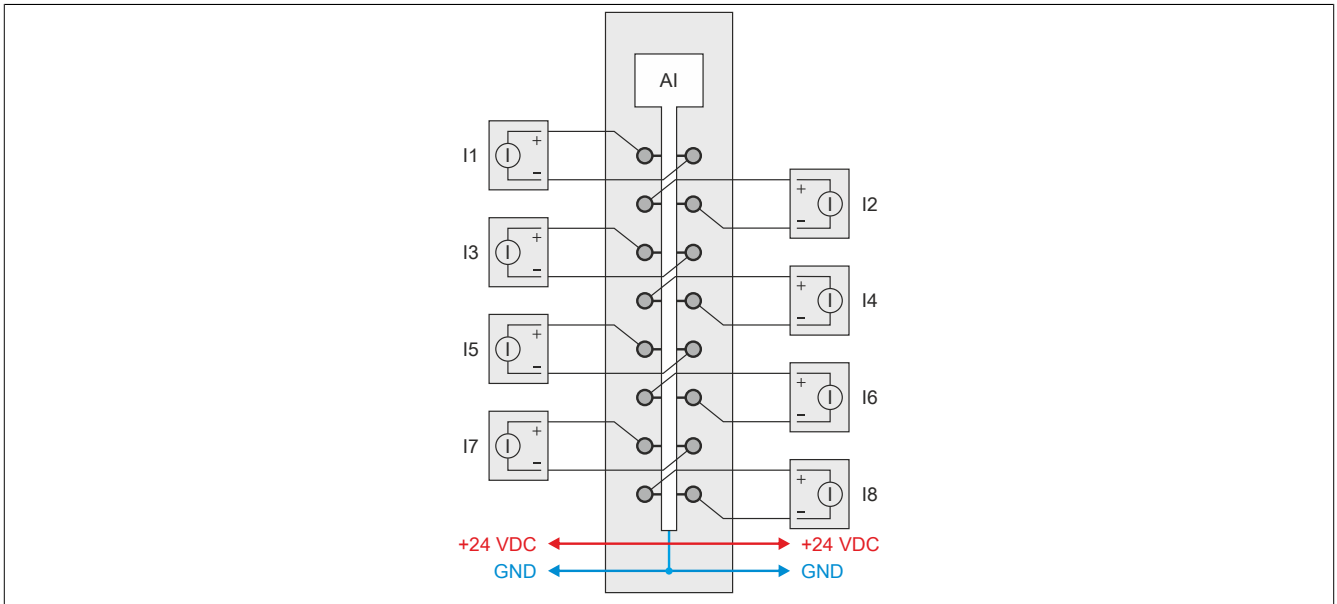 AI
I1
I
+
-
I2
+
-
I
I3
I
+
-
I4
+
-
I
I5
I
+
-
I6
+
-
I
I7
I
+
-
I8
+
-
I
+24 VDC +24 VDC
GND GND